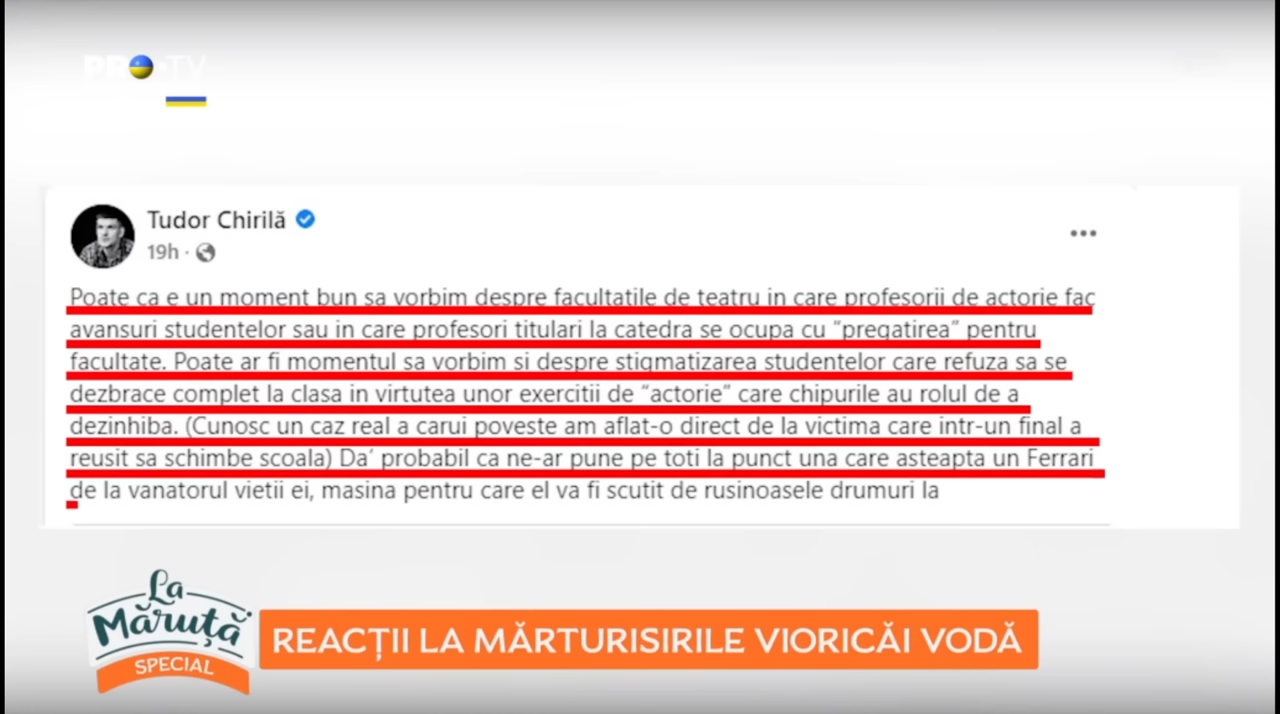 PRO TV
Tudor Chirilă
19h ·
Poate ca e un moment bun sa vorbim despre facultatile de teatru in care profesorii de actorie fac
avansuri studentelor sau in care profesori titulari la catedra se ocupa cu “pregatirea” pentru
facultate. Poate ar fi momentul sa vorbim si despre stigmatizarea studentelor care refuza sa se
dezbrace complet la clasa in virtutea unor exercitii de “actorie” care chipurile au rolul de a
dezinhiba. (Cunosc un caz real a carui poveste am aflat-o direct de la victima care intr-un final a
reusit sa schimbe scoala) Da’ probabil ca ne-ar pune pe toti la punct una care asteapta un Ferrari
de la vanatorul vietii ei, masina pentru care el va fi scutit de rusinoasele drumuri la
La
Măruță
SPECIAL
REACȚII LA MĂRTURISIRILE VIORICĂI VODĂ